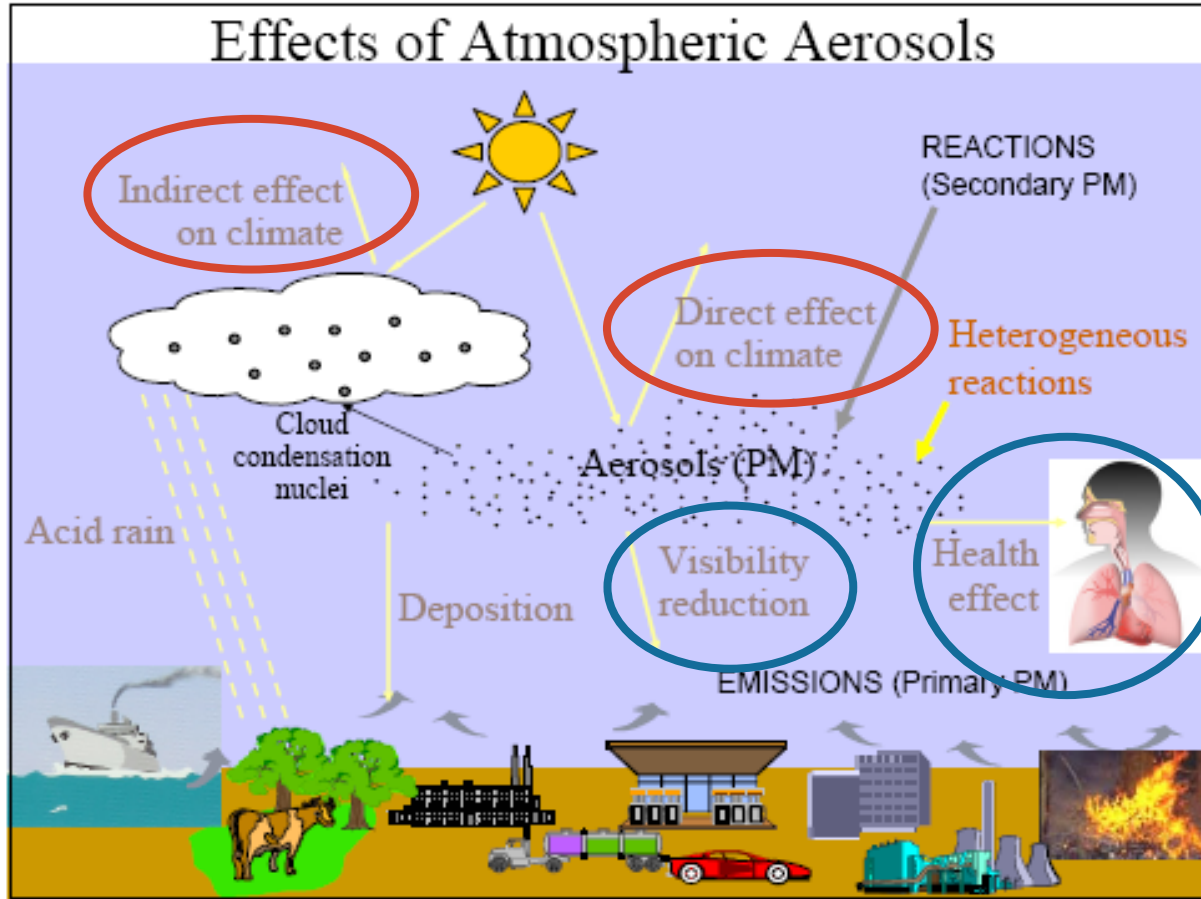 Effects of Atmospheric Aerosols
REACTIONS
(Secondary PM)
Indirect effect
on climate
Direct effect
on climate
Heterogeneous
reactions
Cloud
condensation
nuclei
Aerosols (PM)
Acid rain
Deposition
Visibility
reduction
Health
effect
EMISSIONS (Primary PM)